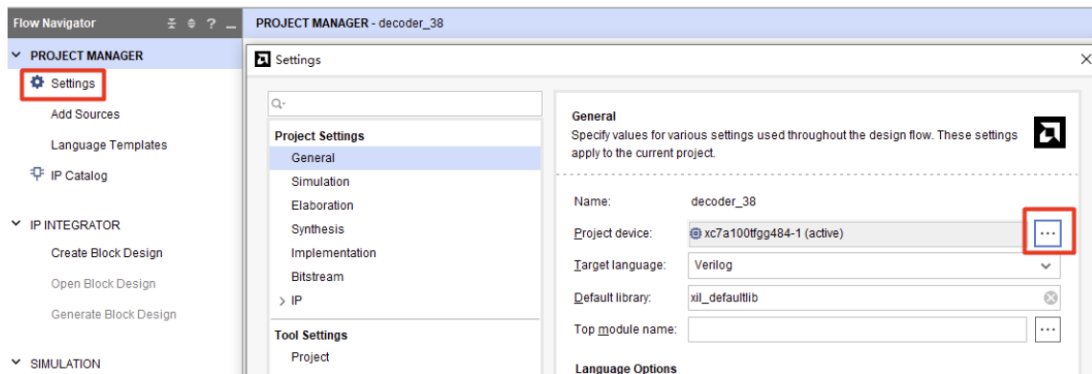 Flow Navigator
PROJECT MANAGER - decoder_38
PROJECT MANAGER
Settings
Add Sources
Language Templates
IP Catalog
IP INTEGRATOR
Create Block Design
Open Block Design
Generate Block Design
SIMULATION
Settings
Project Settings
General
Simulation
Elaboration
Synthesis
Implementation
Bitstream
IP
Tool Settings
Project
General
Specify values for various settings used throughout the design flow. These settings
apply to the current project.
Name: decoder_38
Project device: xc7a100tfgg484-1 (active)
Target language: Verilog
Default library: xil_defaultlib
Top module name:
Language Options